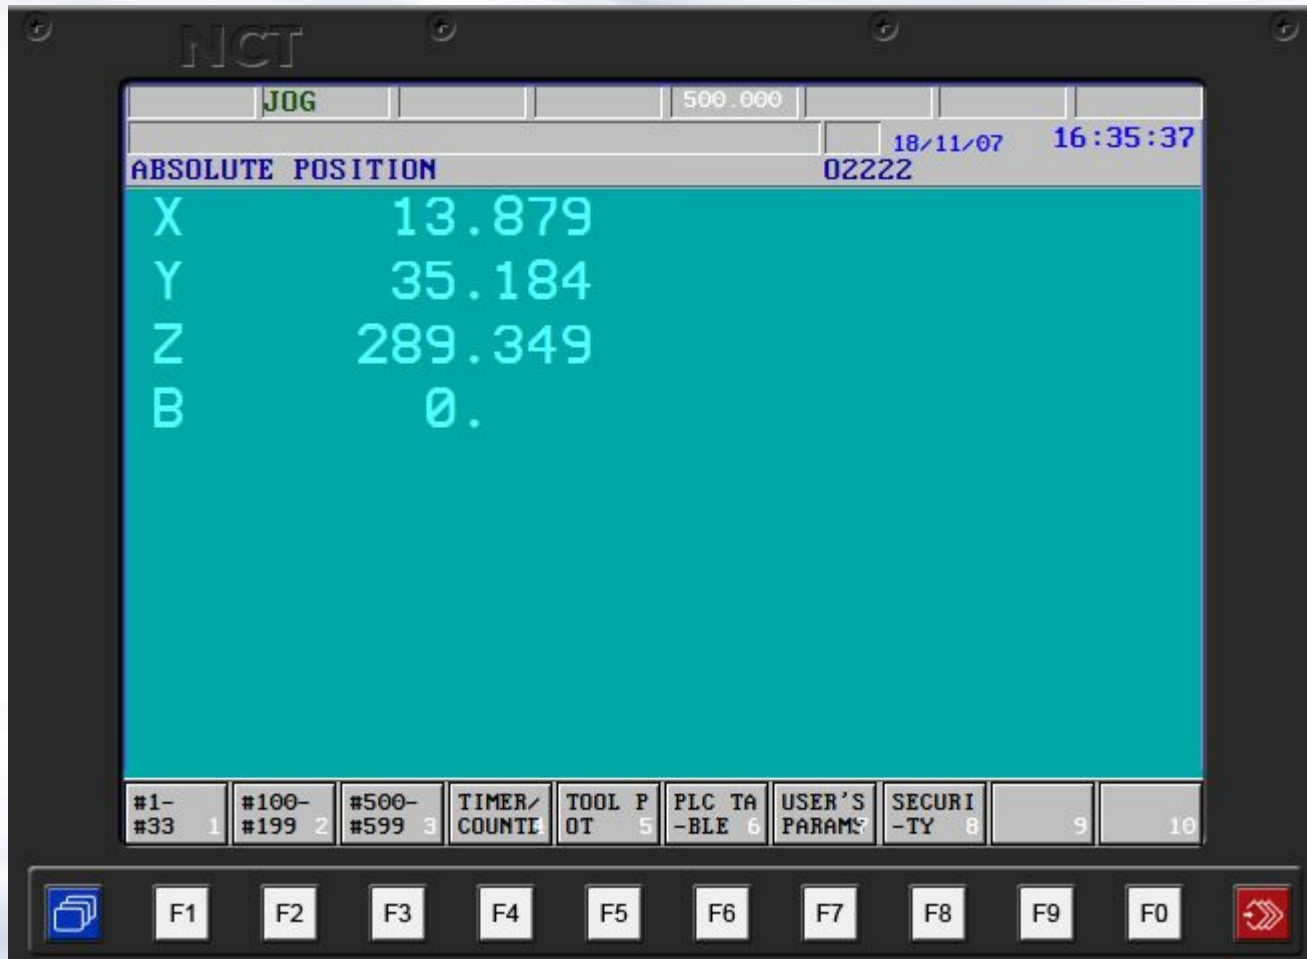 NCT
JOG 500.000
18/11/07 16:35:37
ABSOLUTE POSITION O2222
X 13.879
Y 35.184
Z 289.349
B 0.
#1- #100- #500- TIMER/ TOOL P PLC TA USER'S SECURI
#33 1 #199 2 #599 3 COUNTE 4 OT 5 -BLE 6 PARAMS 7 -TY 8 9 10
F1 F2 F3 F4 F5 F6 F7 F8 F9 F0